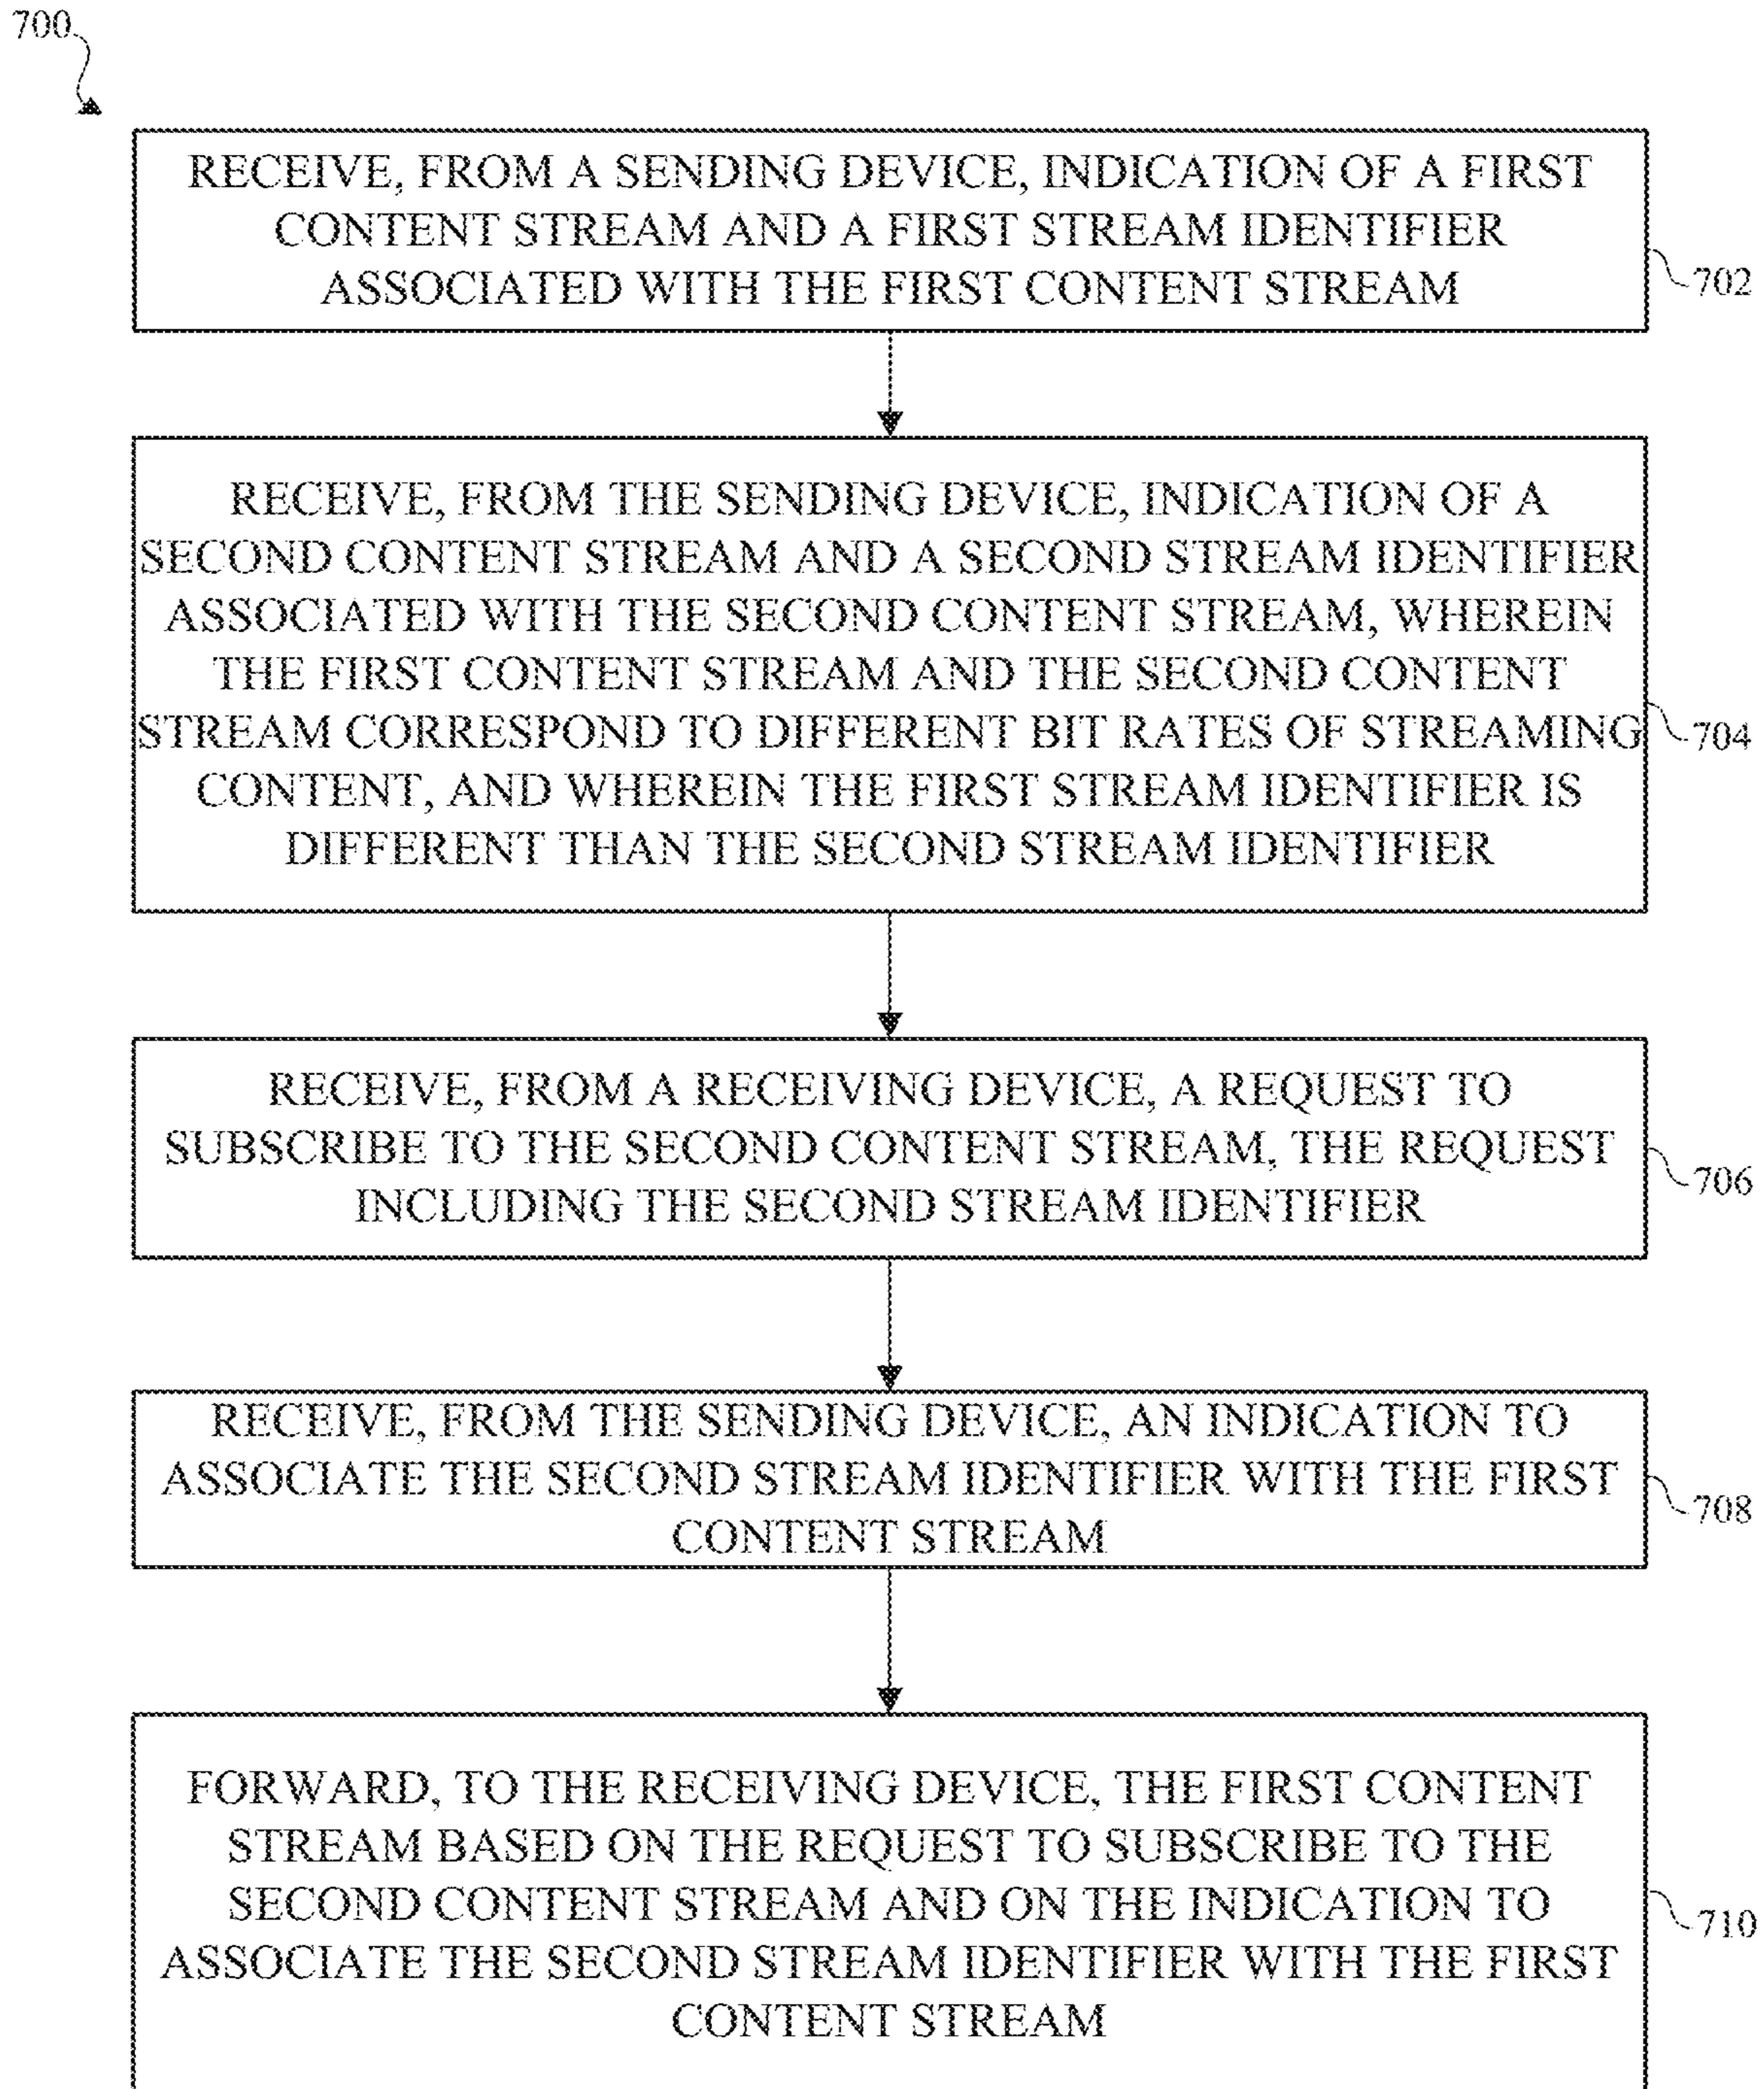 700
RECEIVE, FROM A SENDING DEVICE, INDICATION OF A FIRST
CONTENT STREAM AND A FIRST STREAM IDENTIFIER
ASSOCIATED WITH THE FIRST CONTENT STREAM
702
RECEIVE, FROM THE SENDING DEVICE, INDICATION OF A
SECOND CONTENT STREAM AND A SECOND STREAM IDENTIFIER
ASSOCIATED WITH THE SECOND CONTENT STREAM, WHEREIN
THE FIRST CONTENT STREAM AND THE SECOND CONTENT
STREAM CORRESPOND TO DIFFERENT BIT RATES OF STREAMING
CONTENT, AND WHEREIN THE FIRST STREAM IDENTIFIER IS
DIFFERENT THAN THE SECOND STREAM IDENTIFIER
704
RECEIVE, FROM A RECEIVING DEVICE, A REQUEST TO
SUBSCRIBE TO THE SECOND CONTENT STREAM, THE REQUEST
INCLUDING THE SECOND STREAM IDENTIFIER
706
RECEIVE, FROM THE SENDING DEVICE, AN INDICATION TO
ASSOCIATE THE SECOND STREAM IDENTIFIER WITH THE FIRST
CONTENT STREAM
708
FORWARD, TO THE RECEIVING DEVICE, THE FIRST CONTENT
STREAM BASED ON THE REQUEST TO SUBSCRIBE TO THE
SECOND CONTENT STREAM AND ON THE INDICATION TO
ASSOCIATE THE SECOND STREAM IDENTIFIER WITH THE FIRST
CONTENT STREAM
710